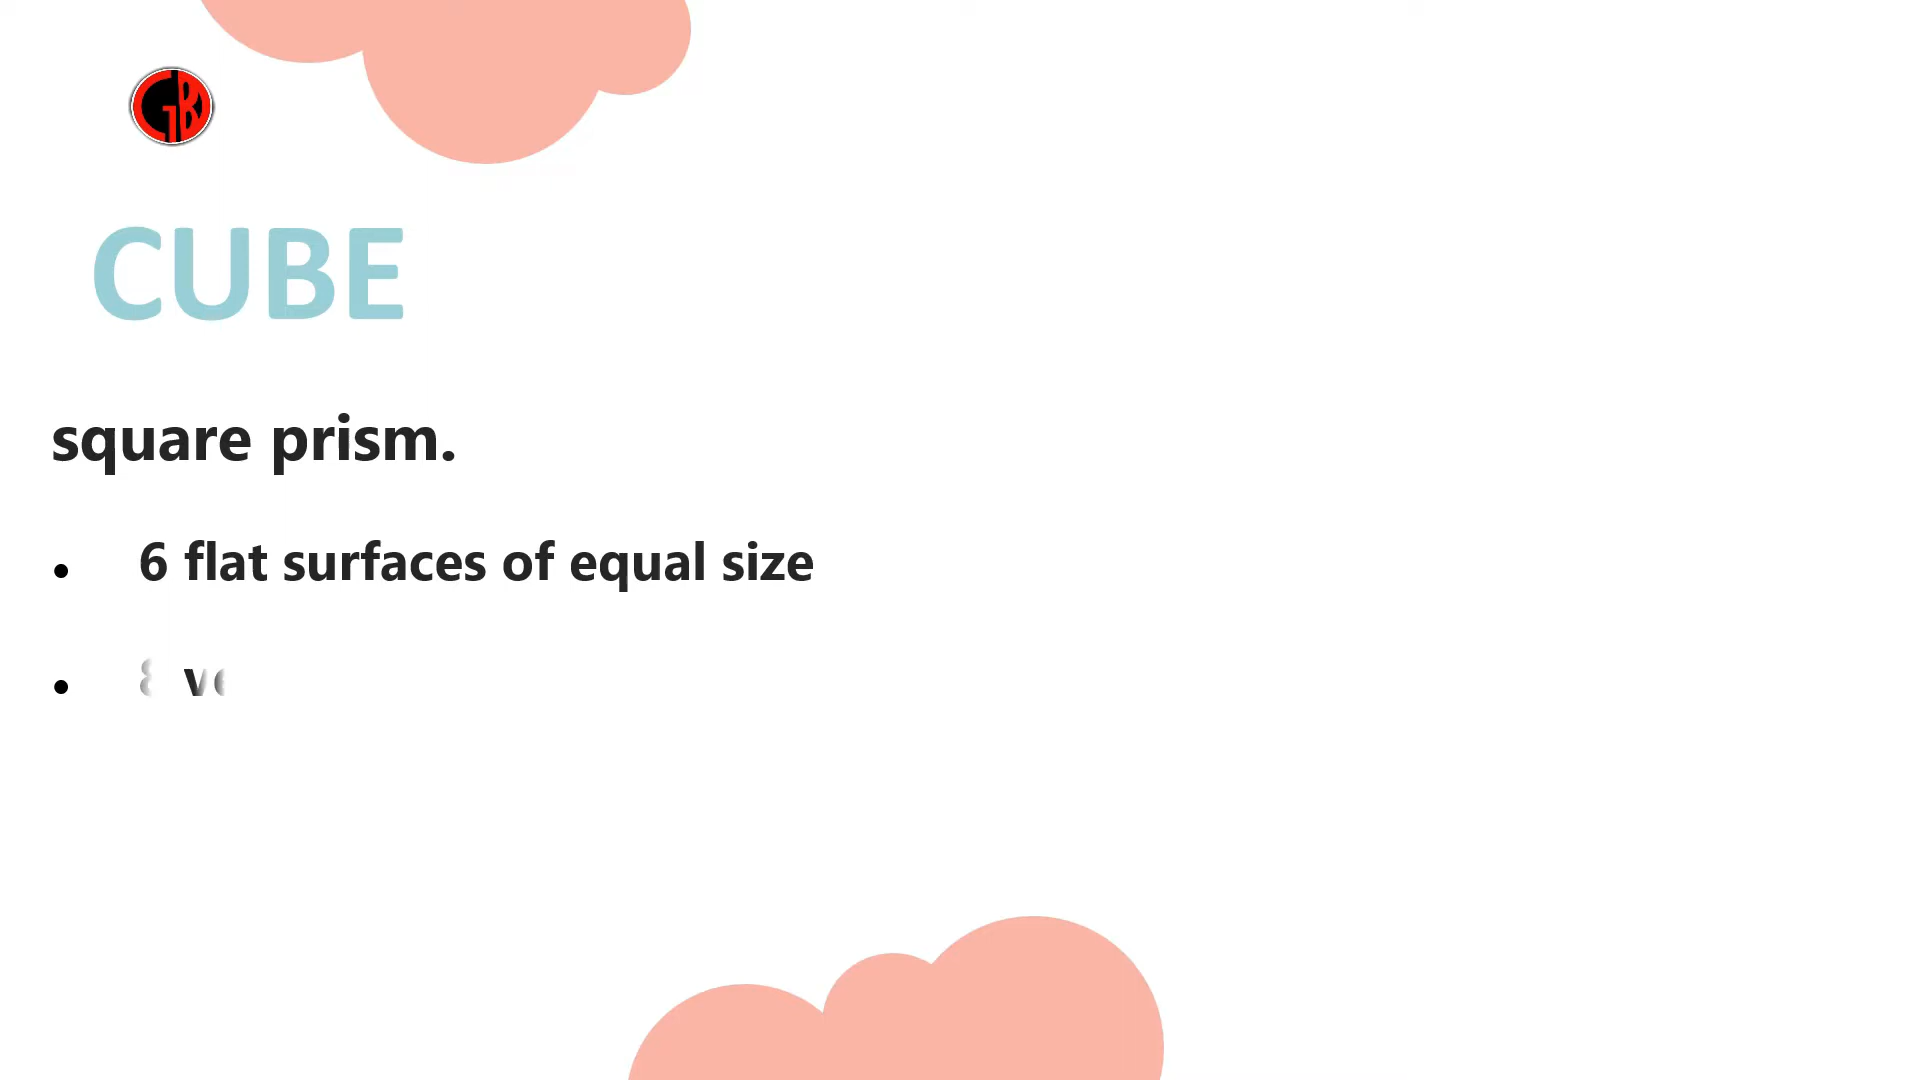 CUBE
square prism.
• 6 flat surfaces of equal size
•